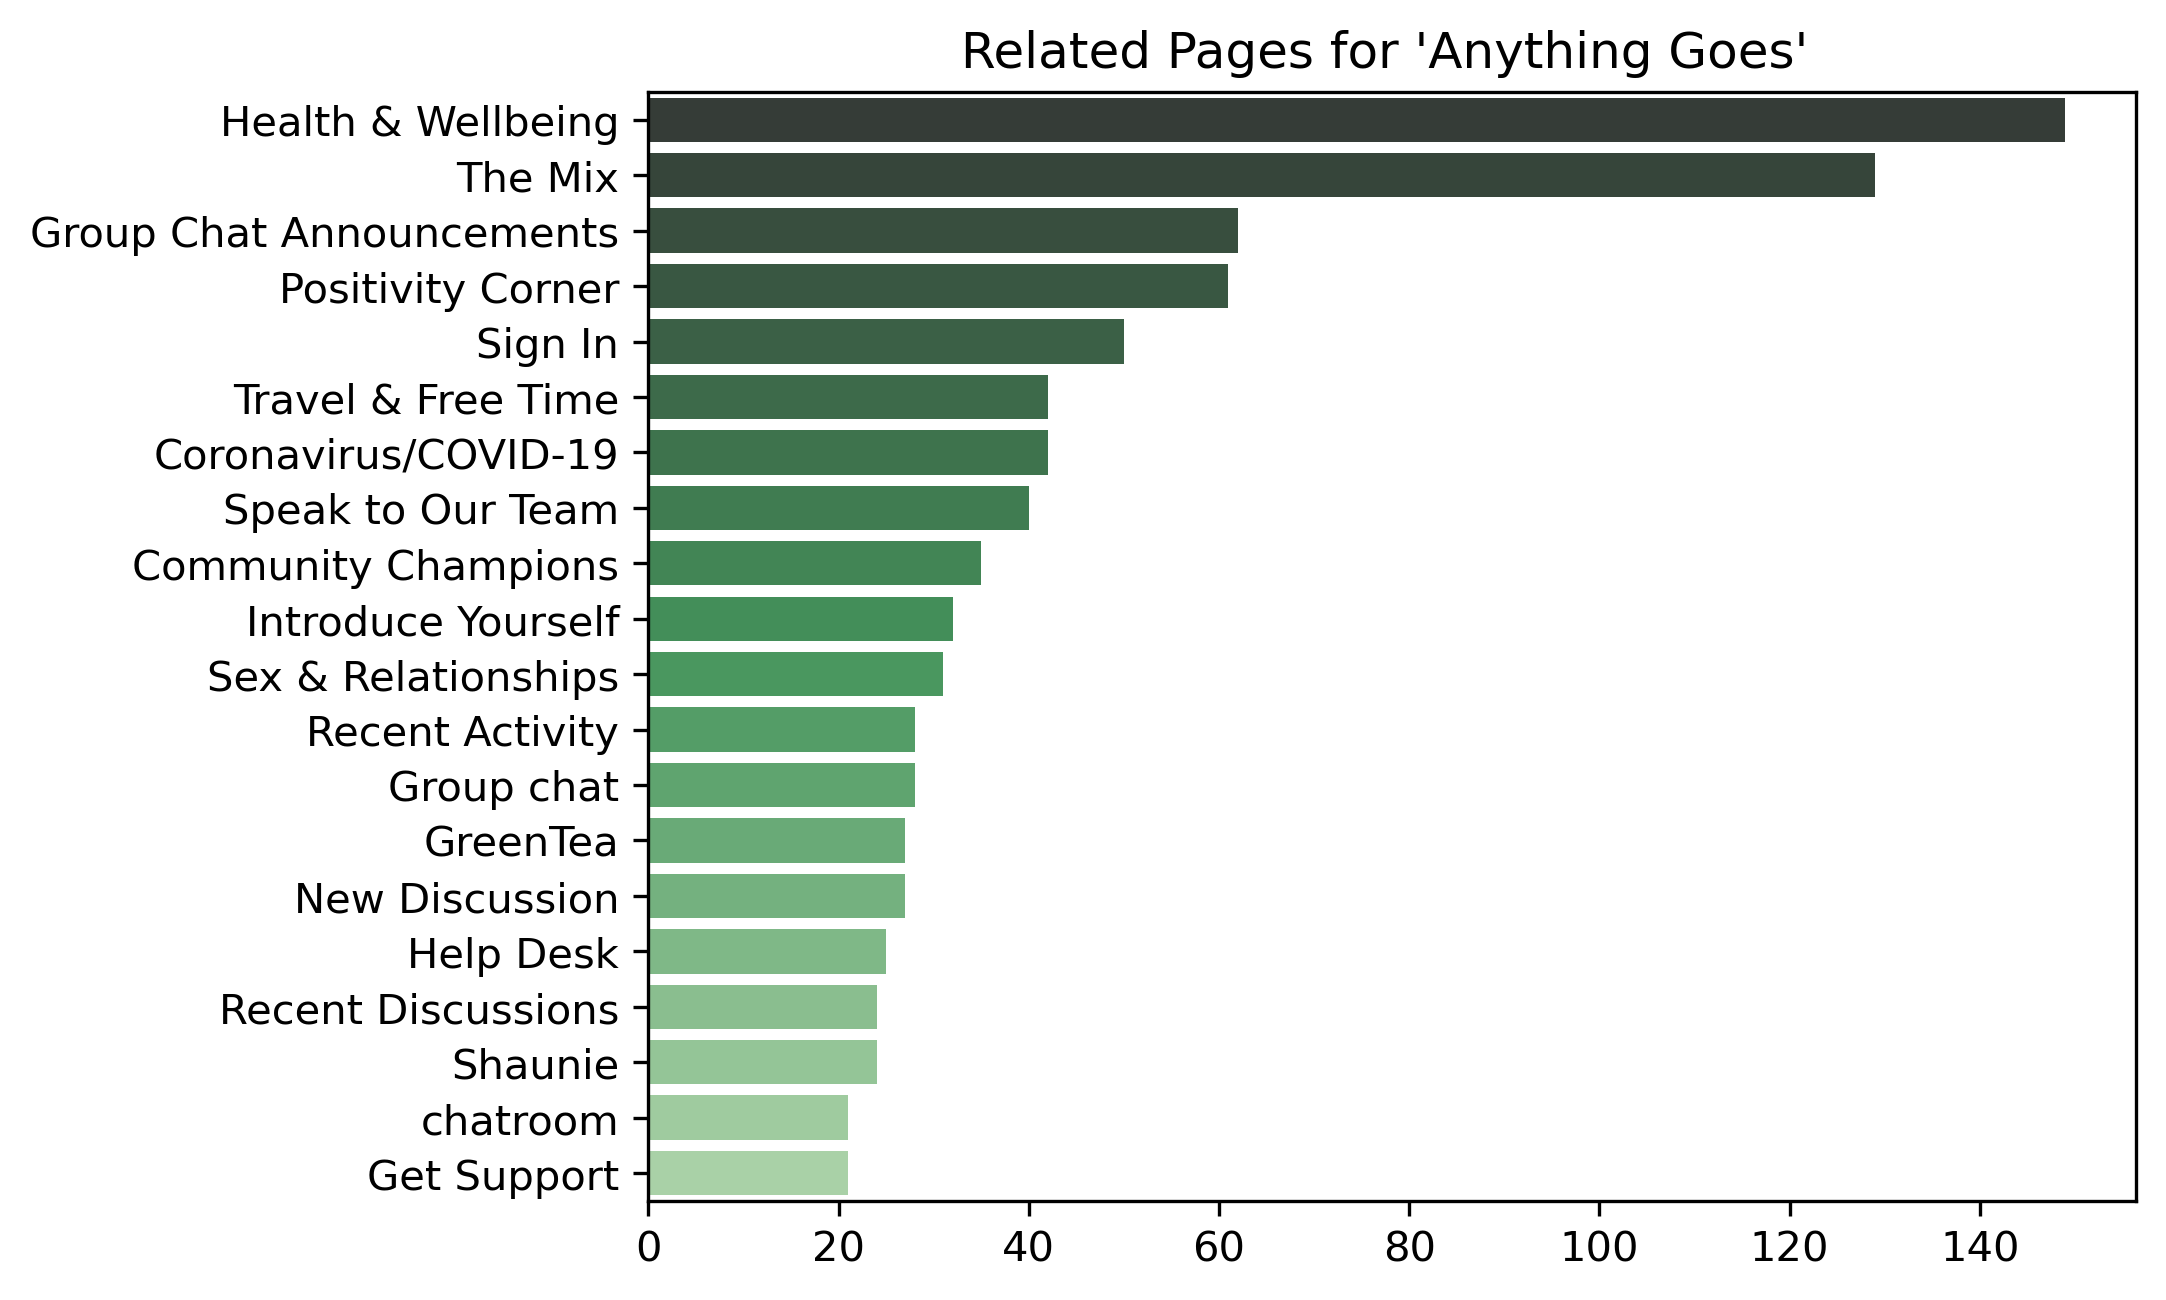 Related Pages for 'Anything Goes'
Health & Wellbeing
The Mix
Group Chat Announcements
Positivity Corner
Sign In
Travel & Free Time
Coronavirus/COVID-19
Speak to Our Team
Community Champions
Introduce Yourself
Sex & Relationships
Recent Activity
Group chat
GreenTea
New Discussion
Help Desk
Recent Discussions
Shaunie
chatroom
Get Support
0 20 40 60 80 100 120 140